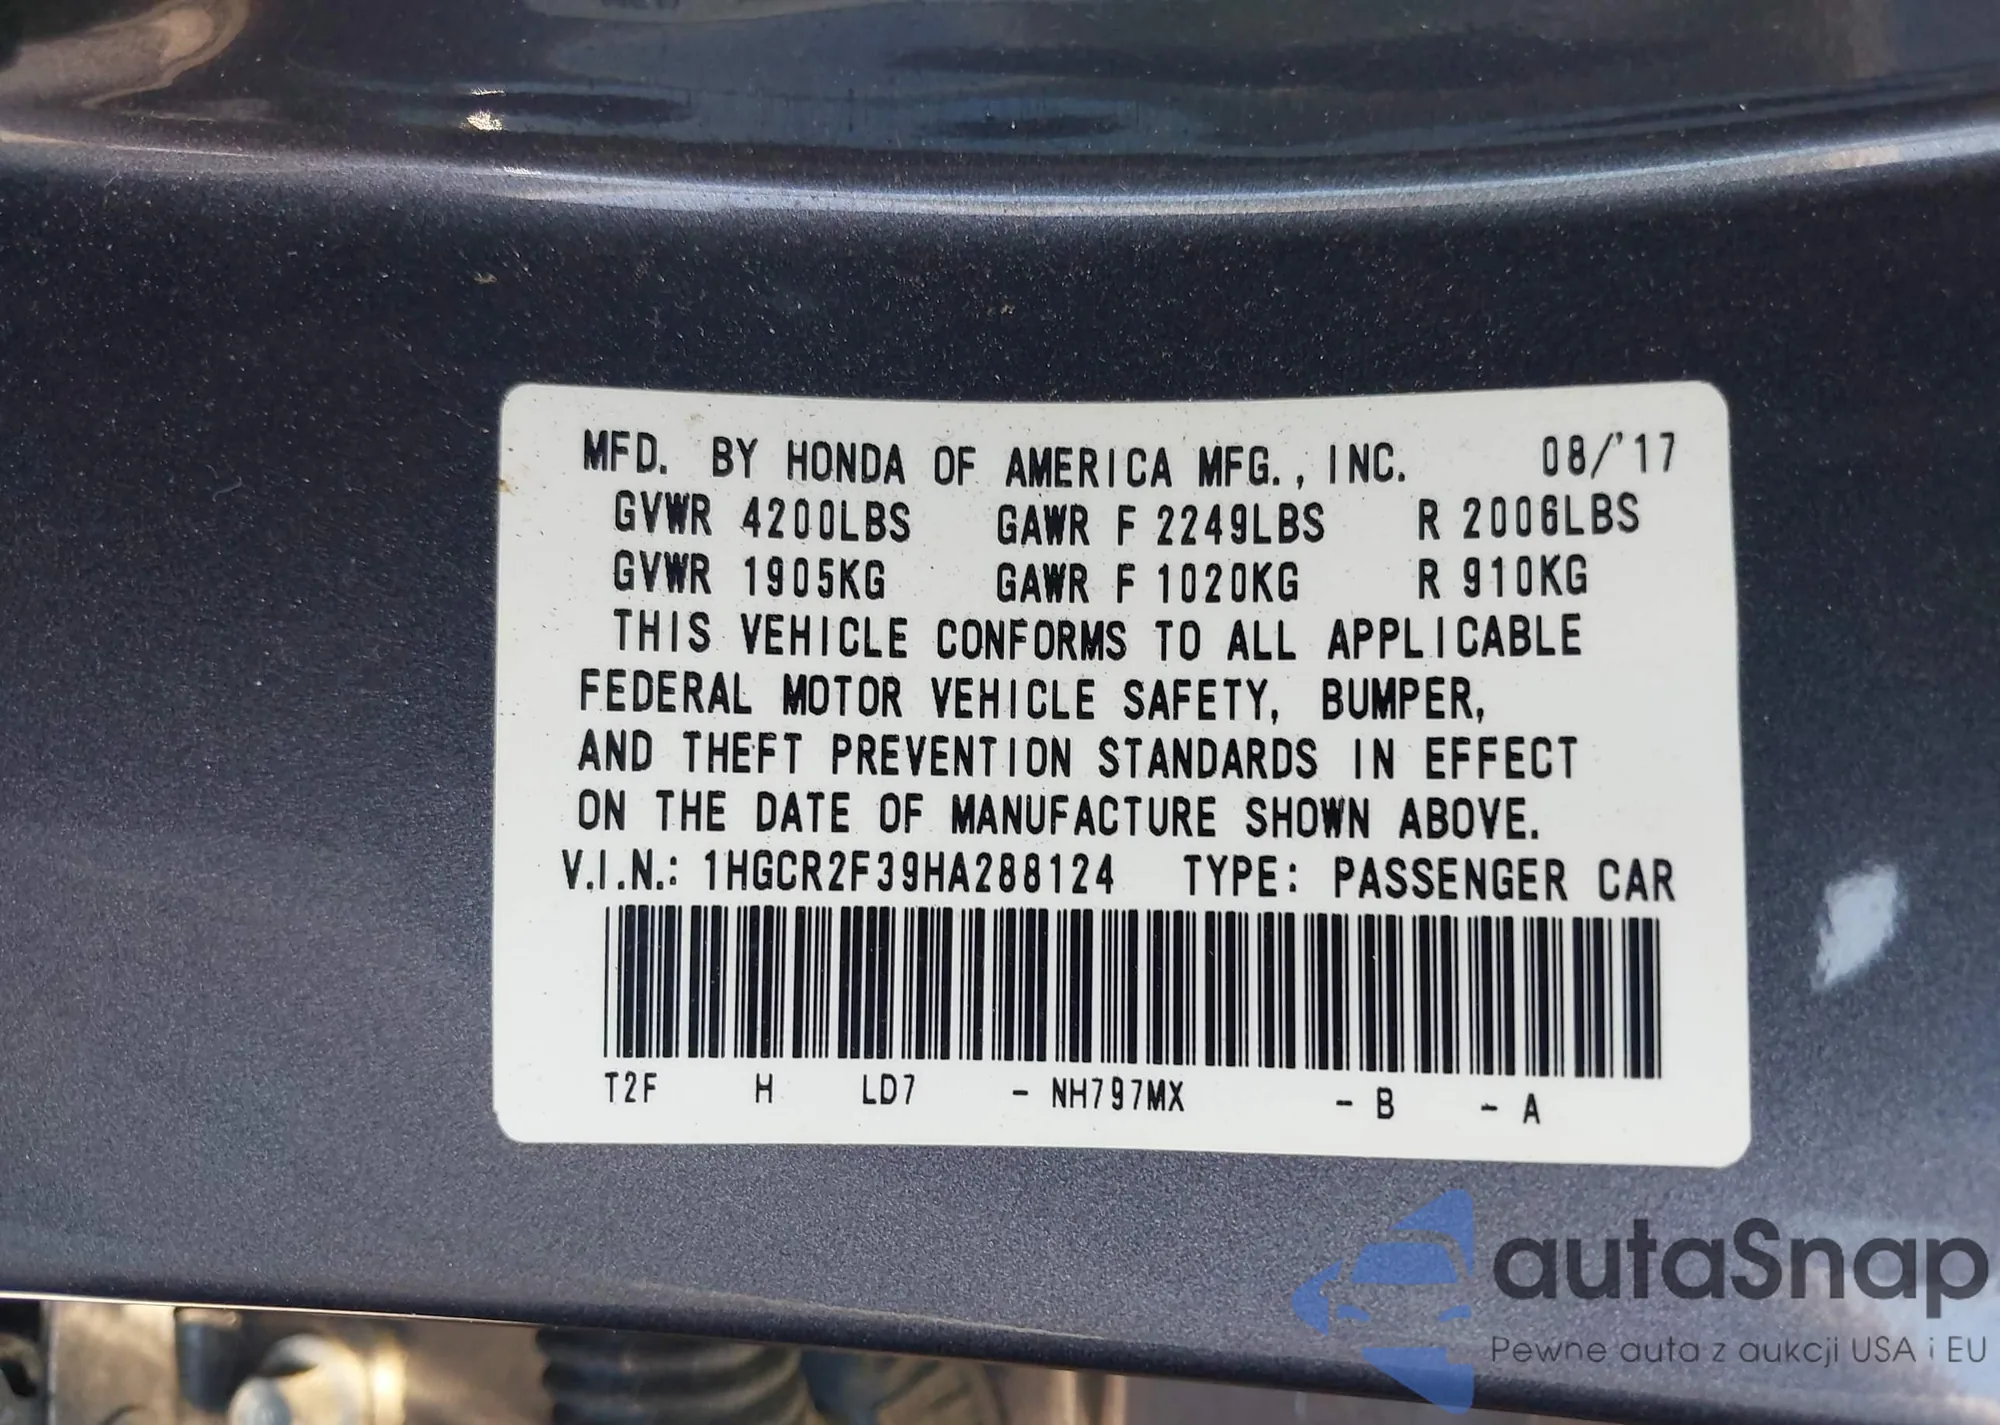 MFD. BY HONDA OF AMERICA MFG., INC. 08/'17
GVWR 4200LBS GAWR F 2249LBS R 2006LBS
GVWR 1905KG GAWR F 1020KG R 910KG
THIS VEHICLE CONFORMS TO ALL APPLICABLE
FEDERAL MOTOR VEHICLE SAFETY, BUMPER,
AND THEFT PREVENTION STANDARDS IN EFFECT
ON THE DATE OF MANUFACTURE SHOWN ABOVE.
V.I.N.: 1HGCR2F39HA288124 TYPE: PASSENGER CAR
T2F H LD7 - NH797MX - B - A
autaSnap
Pewne auta z aukcji USA i EU